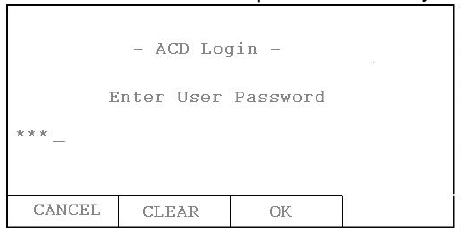 - ACD Login -
Enter User Password
***_
CANCEL CLEAR OK